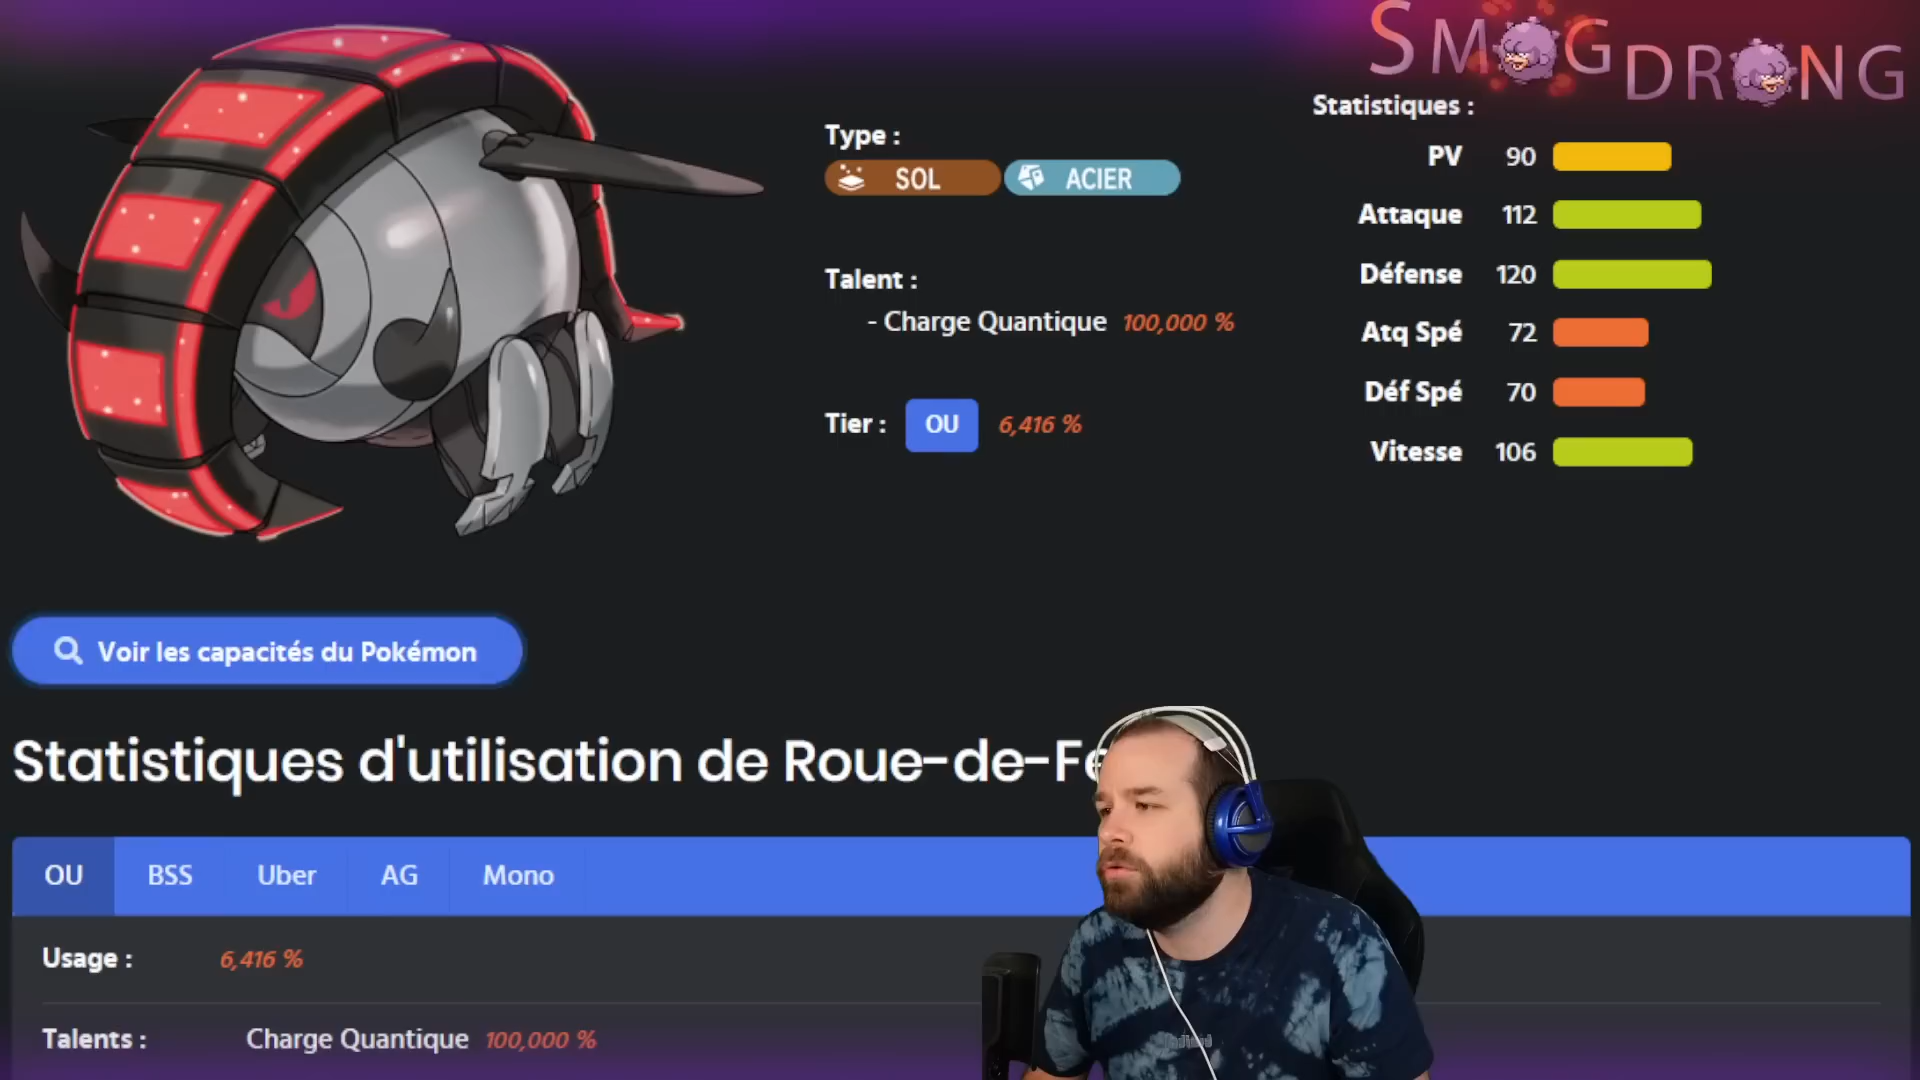 SMOGDRONG
Type :
SOL
ACIER
Talent :
- Charge Quantique 100,000 %
Tier :
OU
6,416 %
Statistiques :
PV 90
Attaque 112
Défense 120
Atq Spé 72
Déf Spé 70
Vitesse 106
Voir les capacités du Pokémon
Statistiques d'utilisation de Roue-de-Fe
OU
BSS
Uber
AG
Mono
Usage : 6,416 %
Talents : Charge Quantique 100,000 %